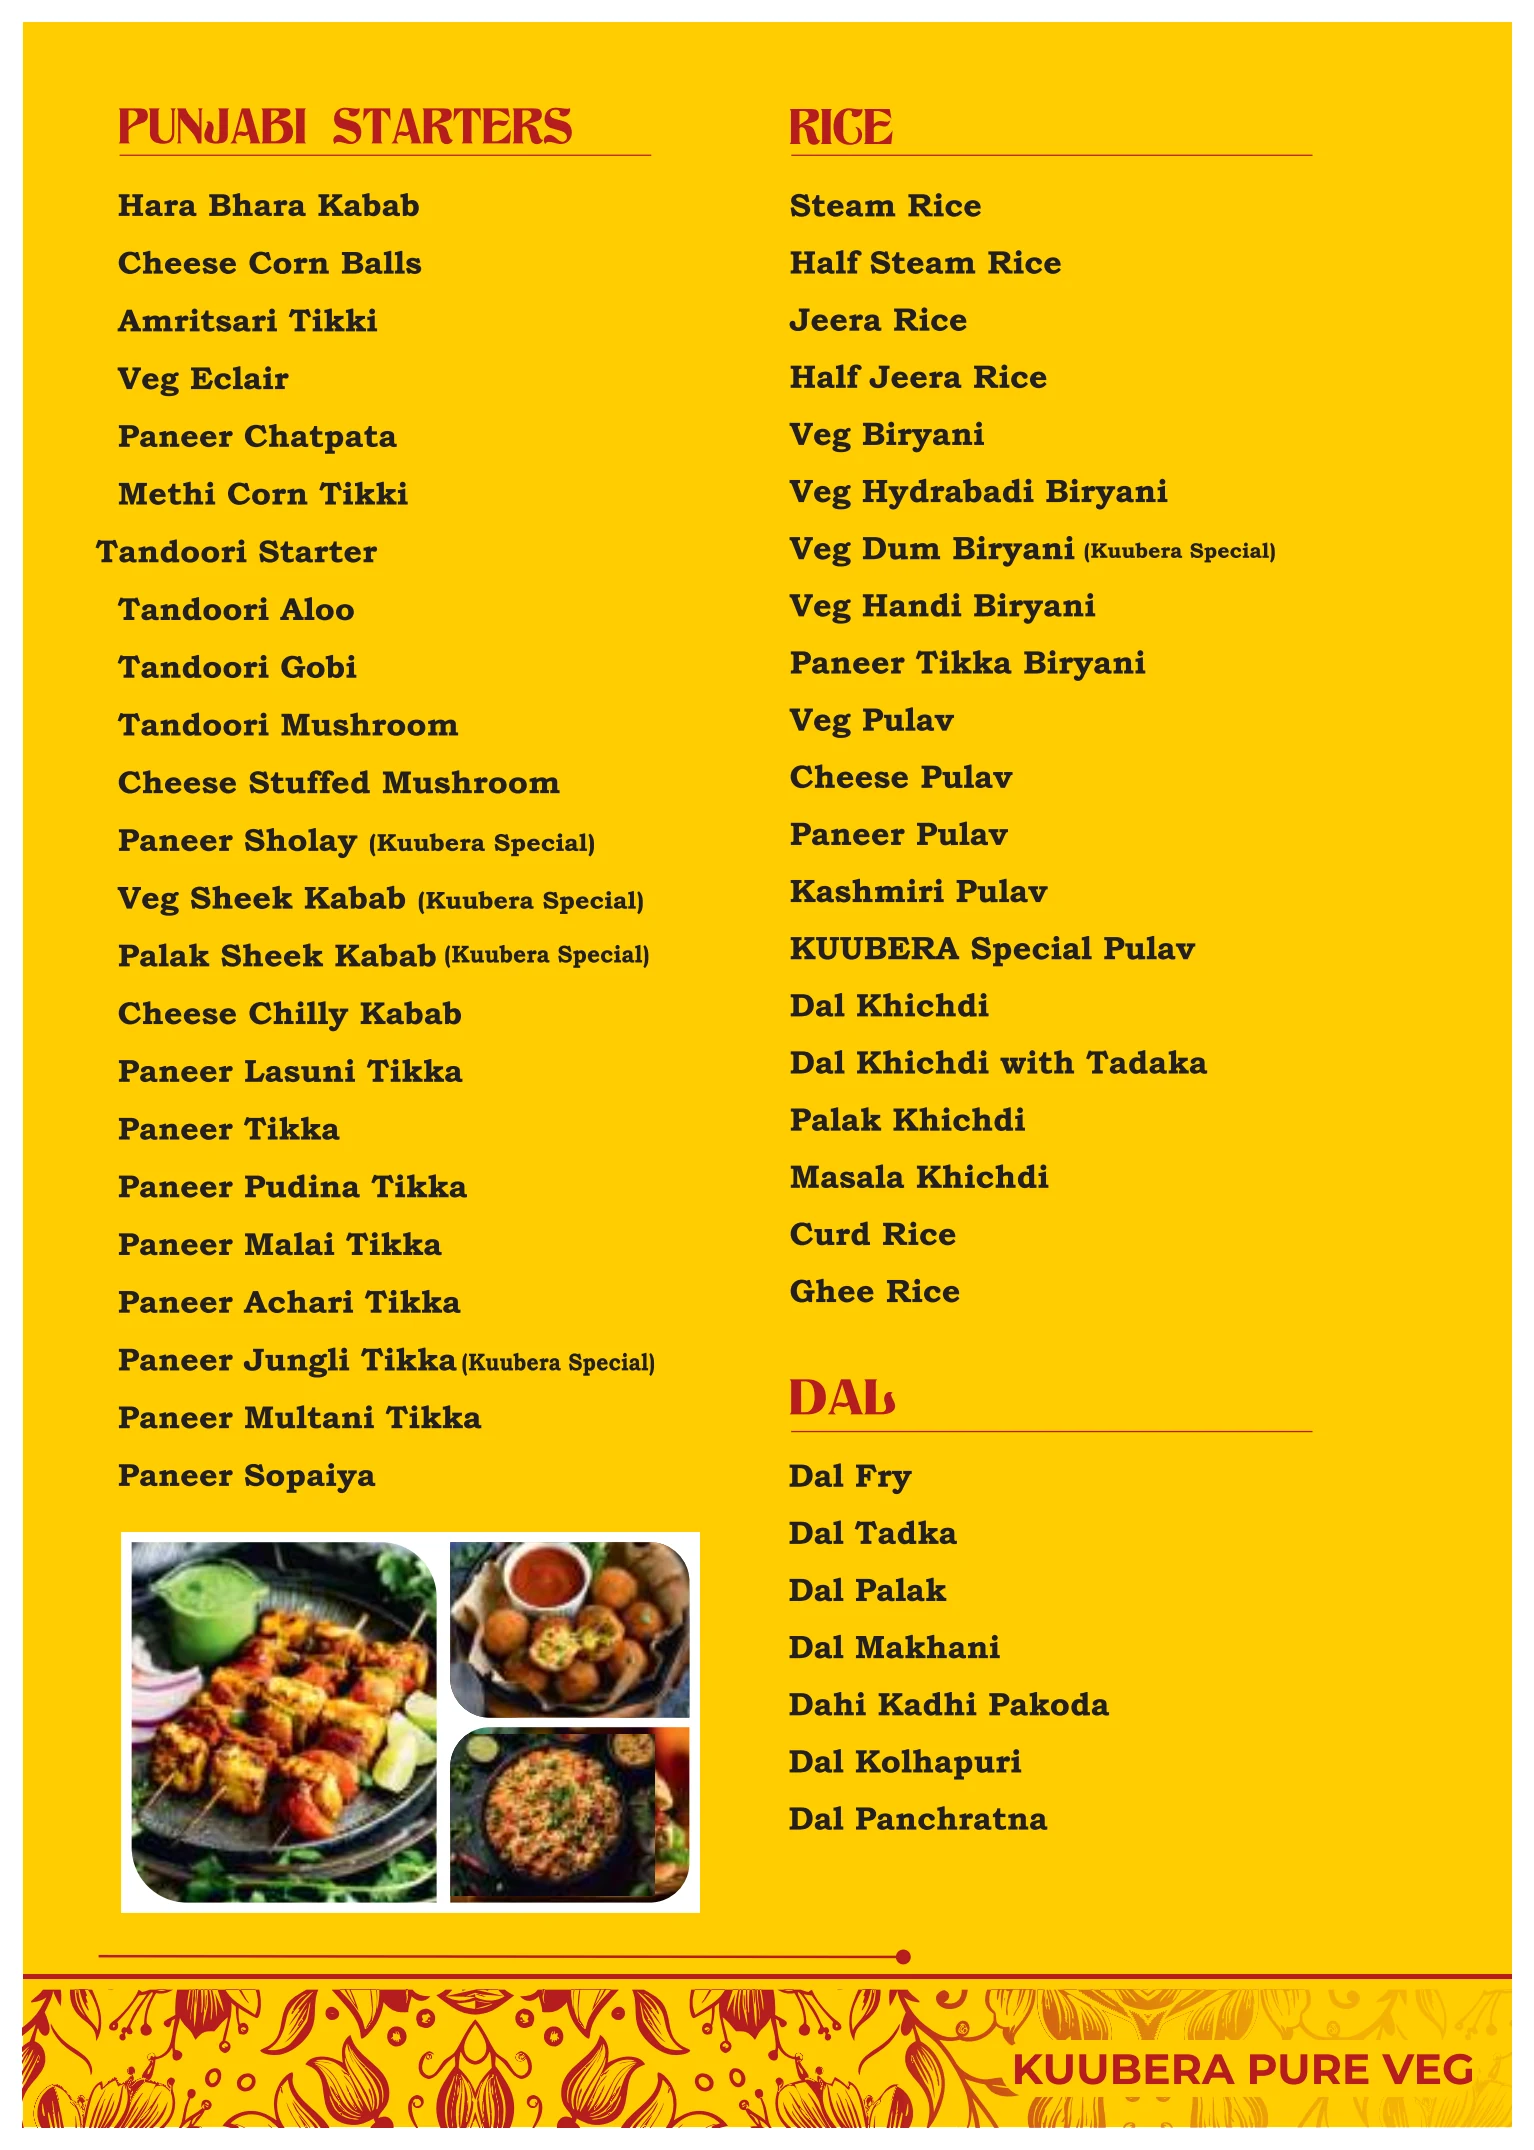 PUNJABI STARTERS
Hara Bhara Kabab
Cheese Corn Balls
Amritsari Tikki
Veg Eclair
Paneer Chatpata
Methi Corn Tikki
Tandoori Starter
Tandoori Aloo
Tandoori Gobi
Tandoori Mushroom
Cheese Stuffed Mushroom
Paneer Sholay (Kuubera Special)
Veg Sheek Kabab (Kuubera Special)
Palak Sheek Kabab (Kuubera Special)
Cheese Chilly Kabab
Paneer Lasuni Tikka
Paneer Tikka
Paneer Pudina Tikka
Paneer Malai Tikka
Paneer Achari Tikka
Paneer Jungli Tikka (Kuubera Special)
Paneer Multani Tikka
Paneer Sopaiya
RICE
Steam Rice
Half Steam Rice
Jeera Rice
Half Jeera Rice
Veg Biryani
Veg Hydrabadi Biryani
Veg Dum Biryani (Kuubera Special)
Veg Handi Biryani
Paneer Tikka Biryani
Veg Pulav
Cheese Pulav
Paneer Pulav
Kashmiri Pulav
KUUBERA Special Pulav
Dal Khichdi
Dal Khichdi with Tadaka
Palak Khichdi
Masala Khichdi
Curd Rice
Ghee Rice
DAL
Dal Fry
Dal Tadka
Dal Palak
Dal Makhani
Dahi Kadhi Pakoda
Dal Kolhapuri
Dal Panchratna
KUUBERA PURE VEG